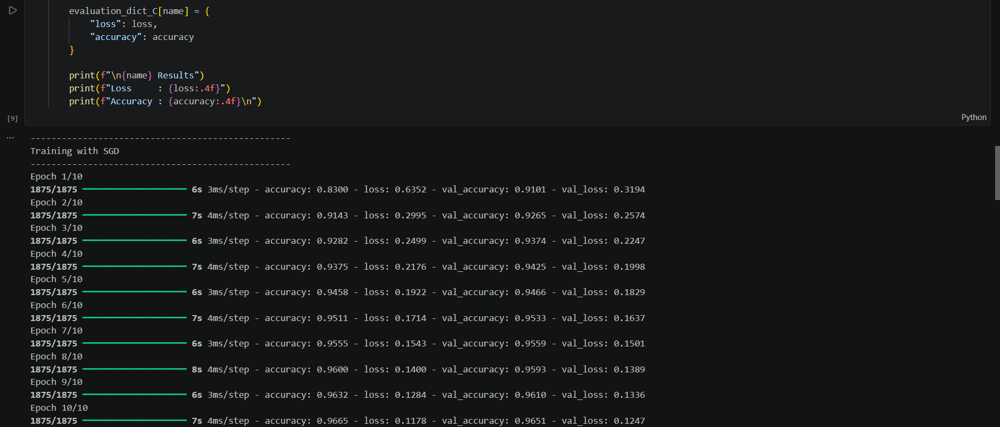 evaluation_dict_C[name] = {
"loss": loss,
"accuracy": accuracy
}
print(f"\n{name} Results")
print(f"Loss     : {loss:.4f}")
print(f"Accuracy : {accuracy:.4f}\n")
[9]
Python
...
--------------------------------------------------
Training with SGD
--------------------------------------------------
Epoch 1/10
1875/1875 ━━━━━━━━━━━━━━━━━━━━ 6s 3ms/step - accuracy: 0.8300 - loss: 0.6352 - val_accuracy: 0.9101 - val_loss: 0.3194
Epoch 2/10
1875/1875 ━━━━━━━━━━━━━━━━━━━━ 7s 4ms/step - accuracy: 0.9143 - loss: 0.2995 - val_accuracy: 0.9265 - val_loss: 0.2574
Epoch 3/10
1875/1875 ━━━━━━━━━━━━━━━━━━━━ 6s 3ms/step - accuracy: 0.9282 - loss: 0.2499 - val_accuracy: 0.9374 - val_loss: 0.2247
Epoch 4/10
1875/1875 ━━━━━━━━━━━━━━━━━━━━ 7s 4ms/step - accuracy: 0.9375 - loss: 0.2176 - val_accuracy: 0.9425 - val_loss: 0.1998
Epoch 5/10
1875/1875 ━━━━━━━━━━━━━━━━━━━━ 6s 3ms/step - accuracy: 0.9458 - loss: 0.1922 - val_accuracy: 0.9466 - val_loss: 0.1829
Epoch 6/10
1875/1875 ━━━━━━━━━━━━━━━━━━━━ 7s 4ms/step - accuracy: 0.9511 - loss: 0.1714 - val_accuracy: 0.9533 - val_loss: 0.1637
Epoch 7/10
1875/1875 ━━━━━━━━━━━━━━━━━━━━ 6s 3ms/step - accuracy: 0.9555 - loss: 0.1543 - val_accuracy: 0.9559 - val_loss: 0.1501
Epoch 8/10
1875/1875 ━━━━━━━━━━━━━━━━━━━━ 8s 4ms/step - accuracy: 0.9600 - loss: 0.1400 - val_accuracy: 0.9593 - val_loss: 0.1389
Epoch 9/10
1875/1875 ━━━━━━━━━━━━━━━━━━━━ 6s 3ms/step - accuracy: 0.9632 - loss: 0.1284 - val_accuracy: 0.9610 - val_loss: 0.1336
Epoch 10/10
1875/1875 ━━━━━━━━━━━━━━━━━━━━ 7s 4ms/step - accuracy: 0.9665 - loss: 0.1178 - val_accuracy: 0.9651 - val_loss: 0.1247